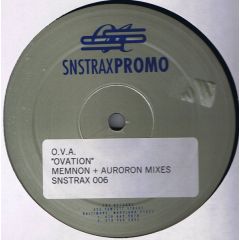 SNSTRAXPROMO
O.V.A.
"OVATION"
MEMNON + AURORON MIXES
SNSTRAX 006